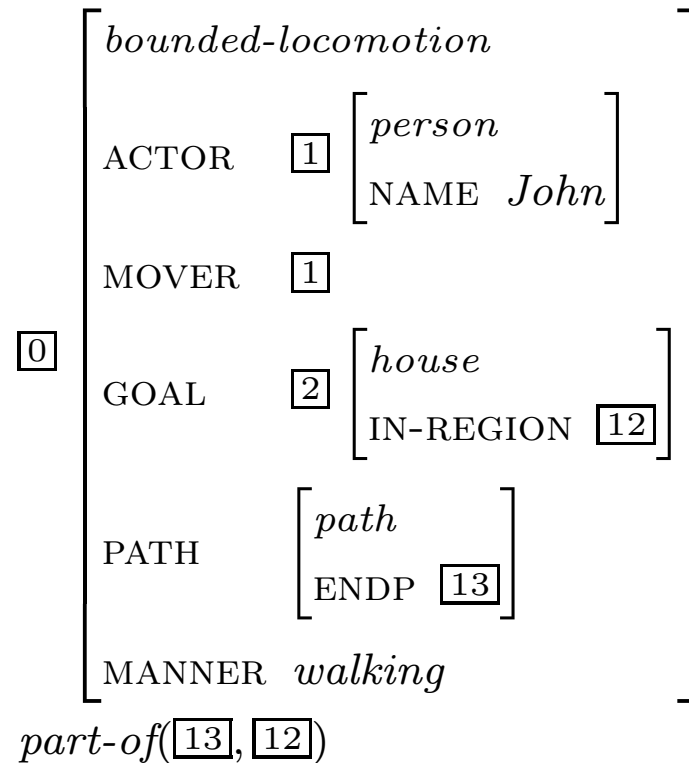 bounded-locomotion
person
ACTOR 1
NAME John
MOVER 1
0
house
GOAL 2
IN-REGION 12
path
PATH
ENDP 13
MANNER walking
part-of(13, 12)